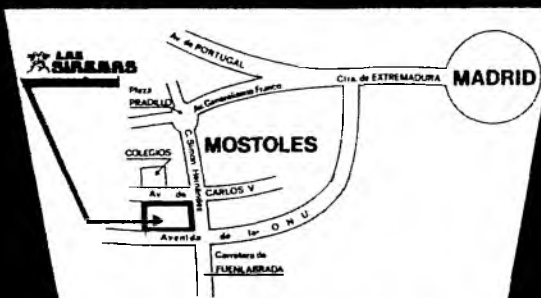 LAS
SIRENAS
Av. de PORTUGAL
Ctra. de EXTREMADURA
MADRID
Plaza
PRADILLO
Av. Generalisimo Franco
C. Simon Hernandez
MOSTOLES
COLEGIOS
Av de CARLOS V
Avenida de la ONU
Carretera de
FUENLABRADA